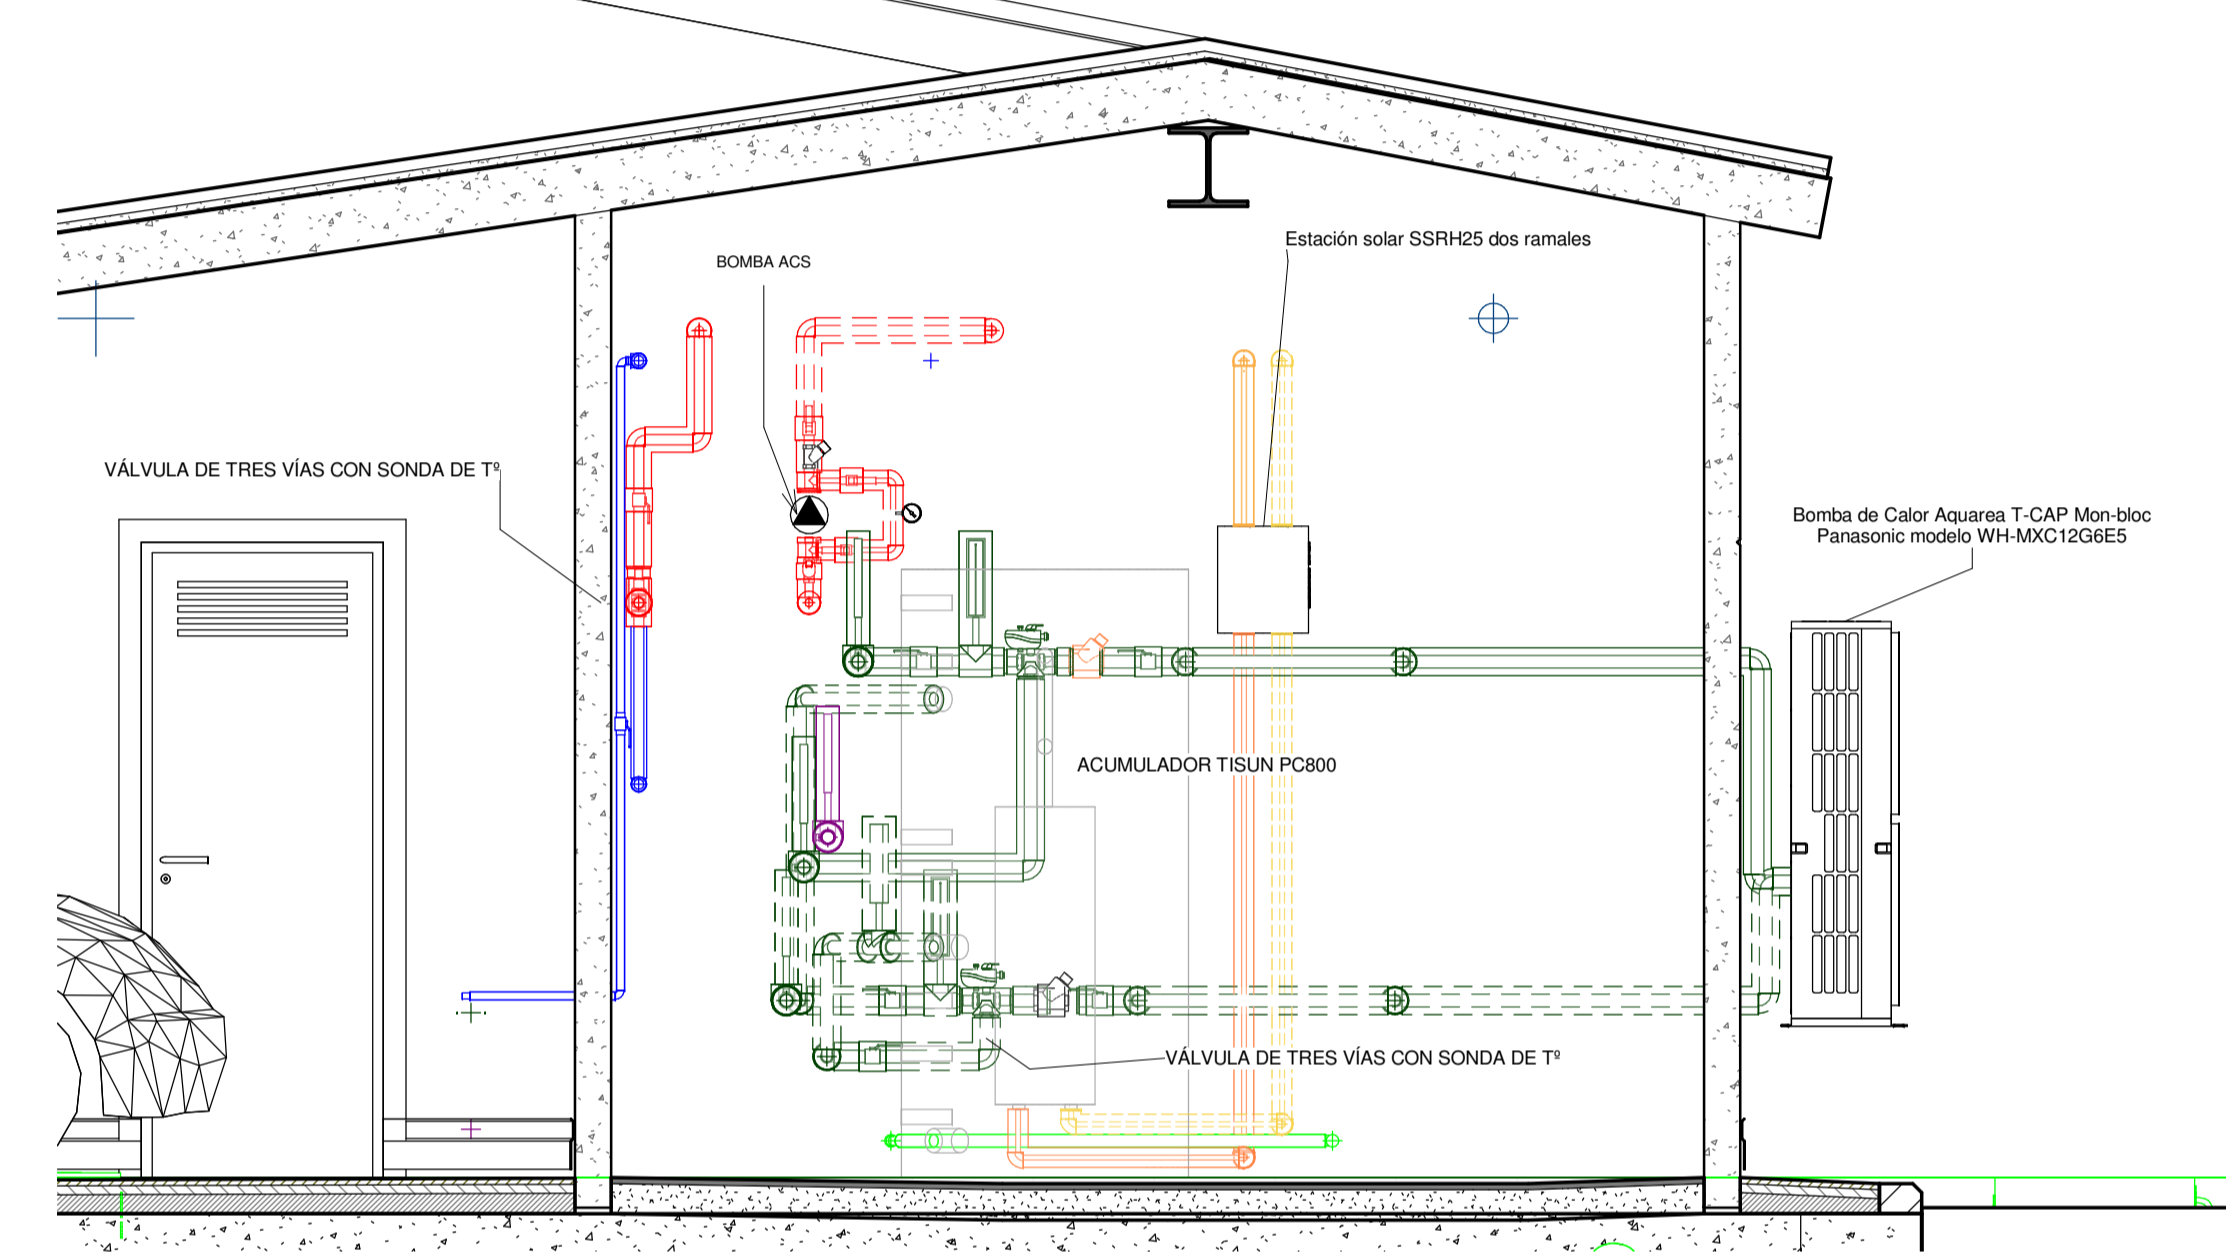 Estación solar SSRH25 dos ramales
BOMBA ACS
VÁLVULA DE TRES VÍAS CON SONDA DE Tº
Bomba de Calor Aquarea T-CAP Mon-bloc
Panasonic modelo WH-MXC12G6E5
ACUMULADOR TISUN PC800
VÁLVULA DE TRES VÍAS CON SONDA DE Tº